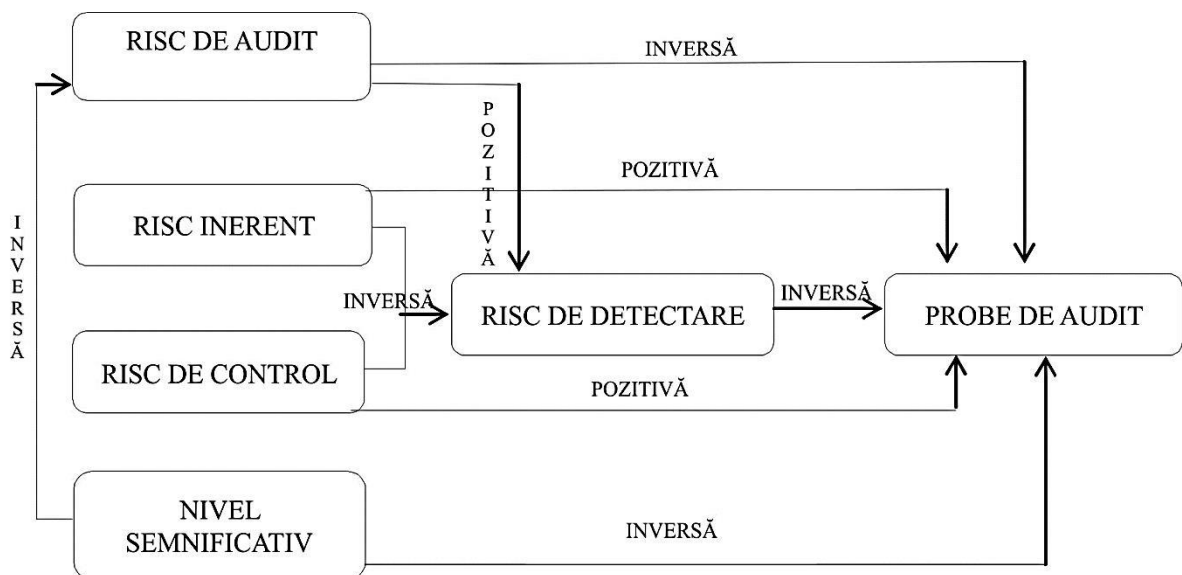 RISC DE AUDIT
INVERSĂ
POZITIVĂ
POZITIVĂ
RISC INERENT
INVERSĂ
INVERSĂ
RISC DE DETECTARE
INVERSĂ
PROBE DE AUDIT
RISC DE CONTROL
POZITIVĂ
NIVEL
SEMNIFICATIV
INVERSĂ